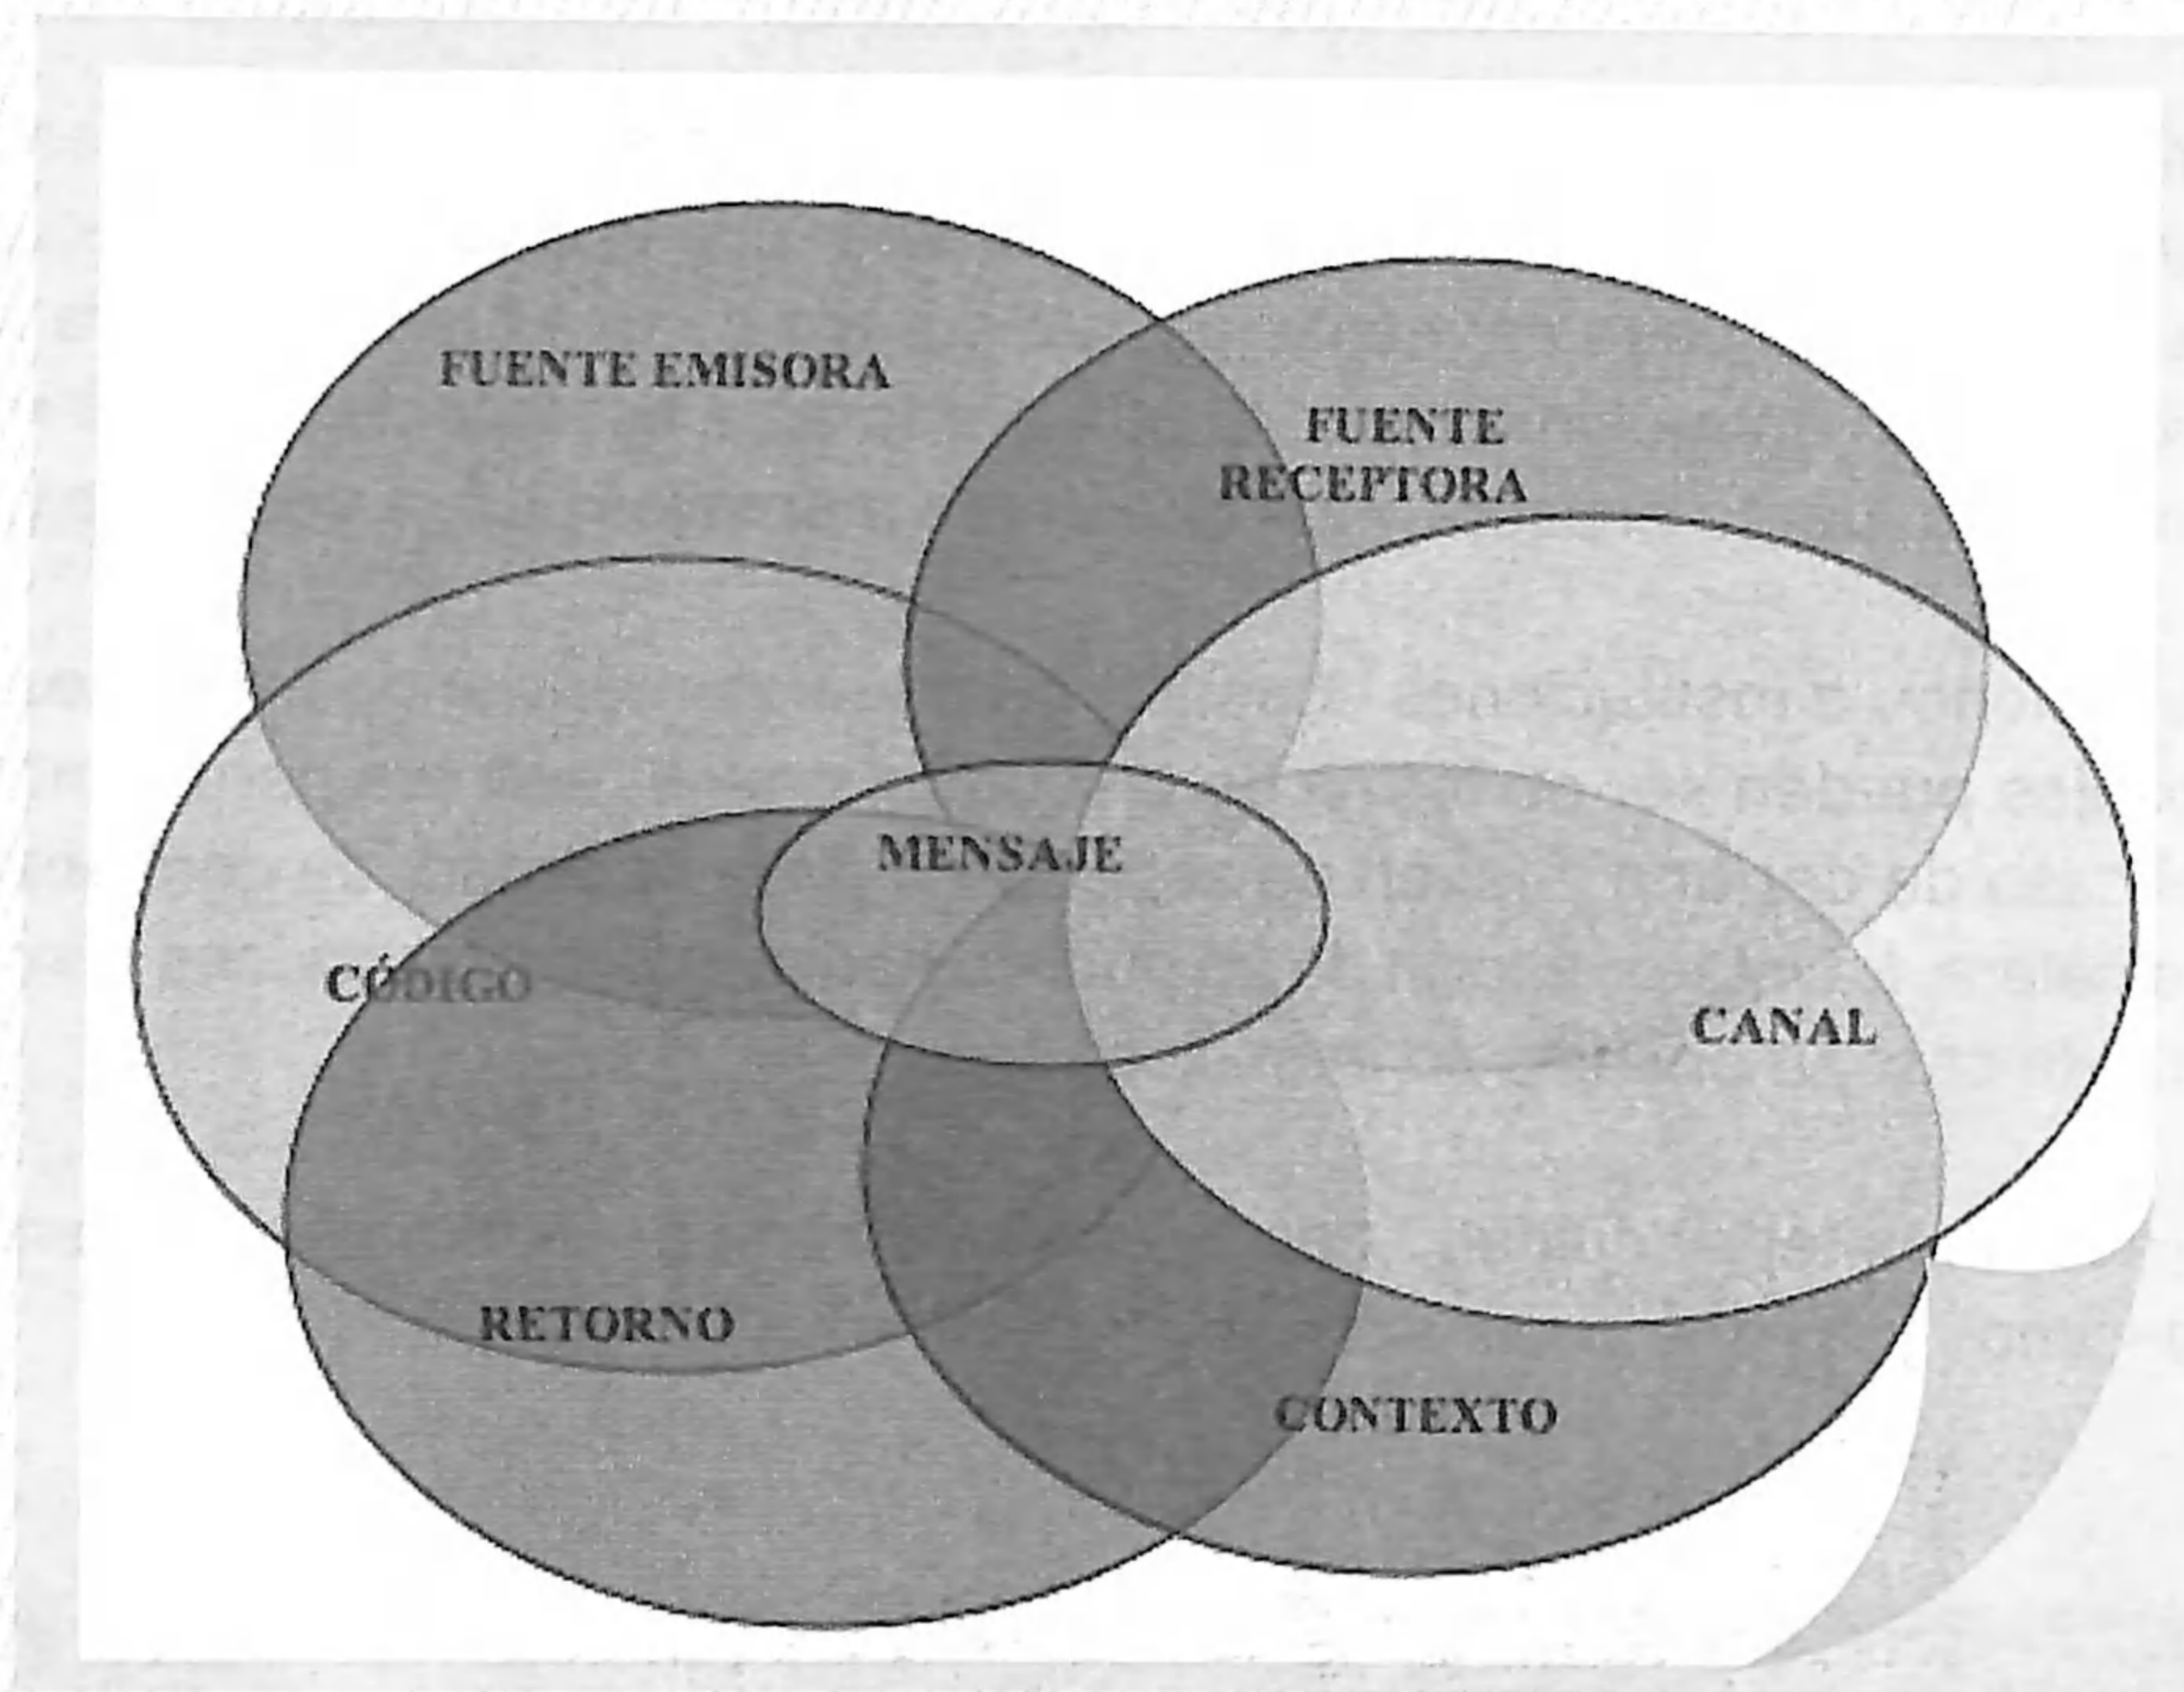 FUENTE EMISORA
FUENTE
RECEPTORA
MENSAJE
CÓDIGO
CANAL
RETORNO
CONTEXTO